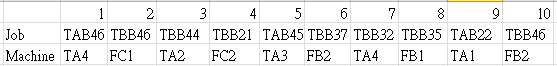 1 2 3 4 5 6 7 8 9 10
Job TAB46 TBB46 TBB44 TBB21 TAB45 TBB37 TBB32 TBB35 TAB22 TBB46
Machine TA4 FC1 TA2 FC2 TA3 FB2 TA4 FB1 TA1 FB2